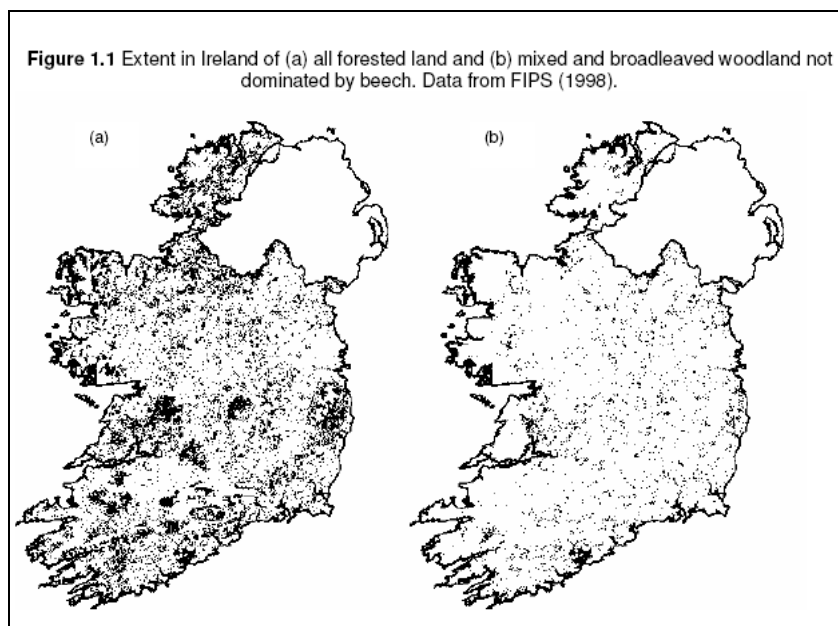 Figure 1.1 Extent in Ireland of (a) all forested land and (b) mixed and broadleaved woodland not
dominated by beech. Data from FIPS (1998).
(a)
(b)